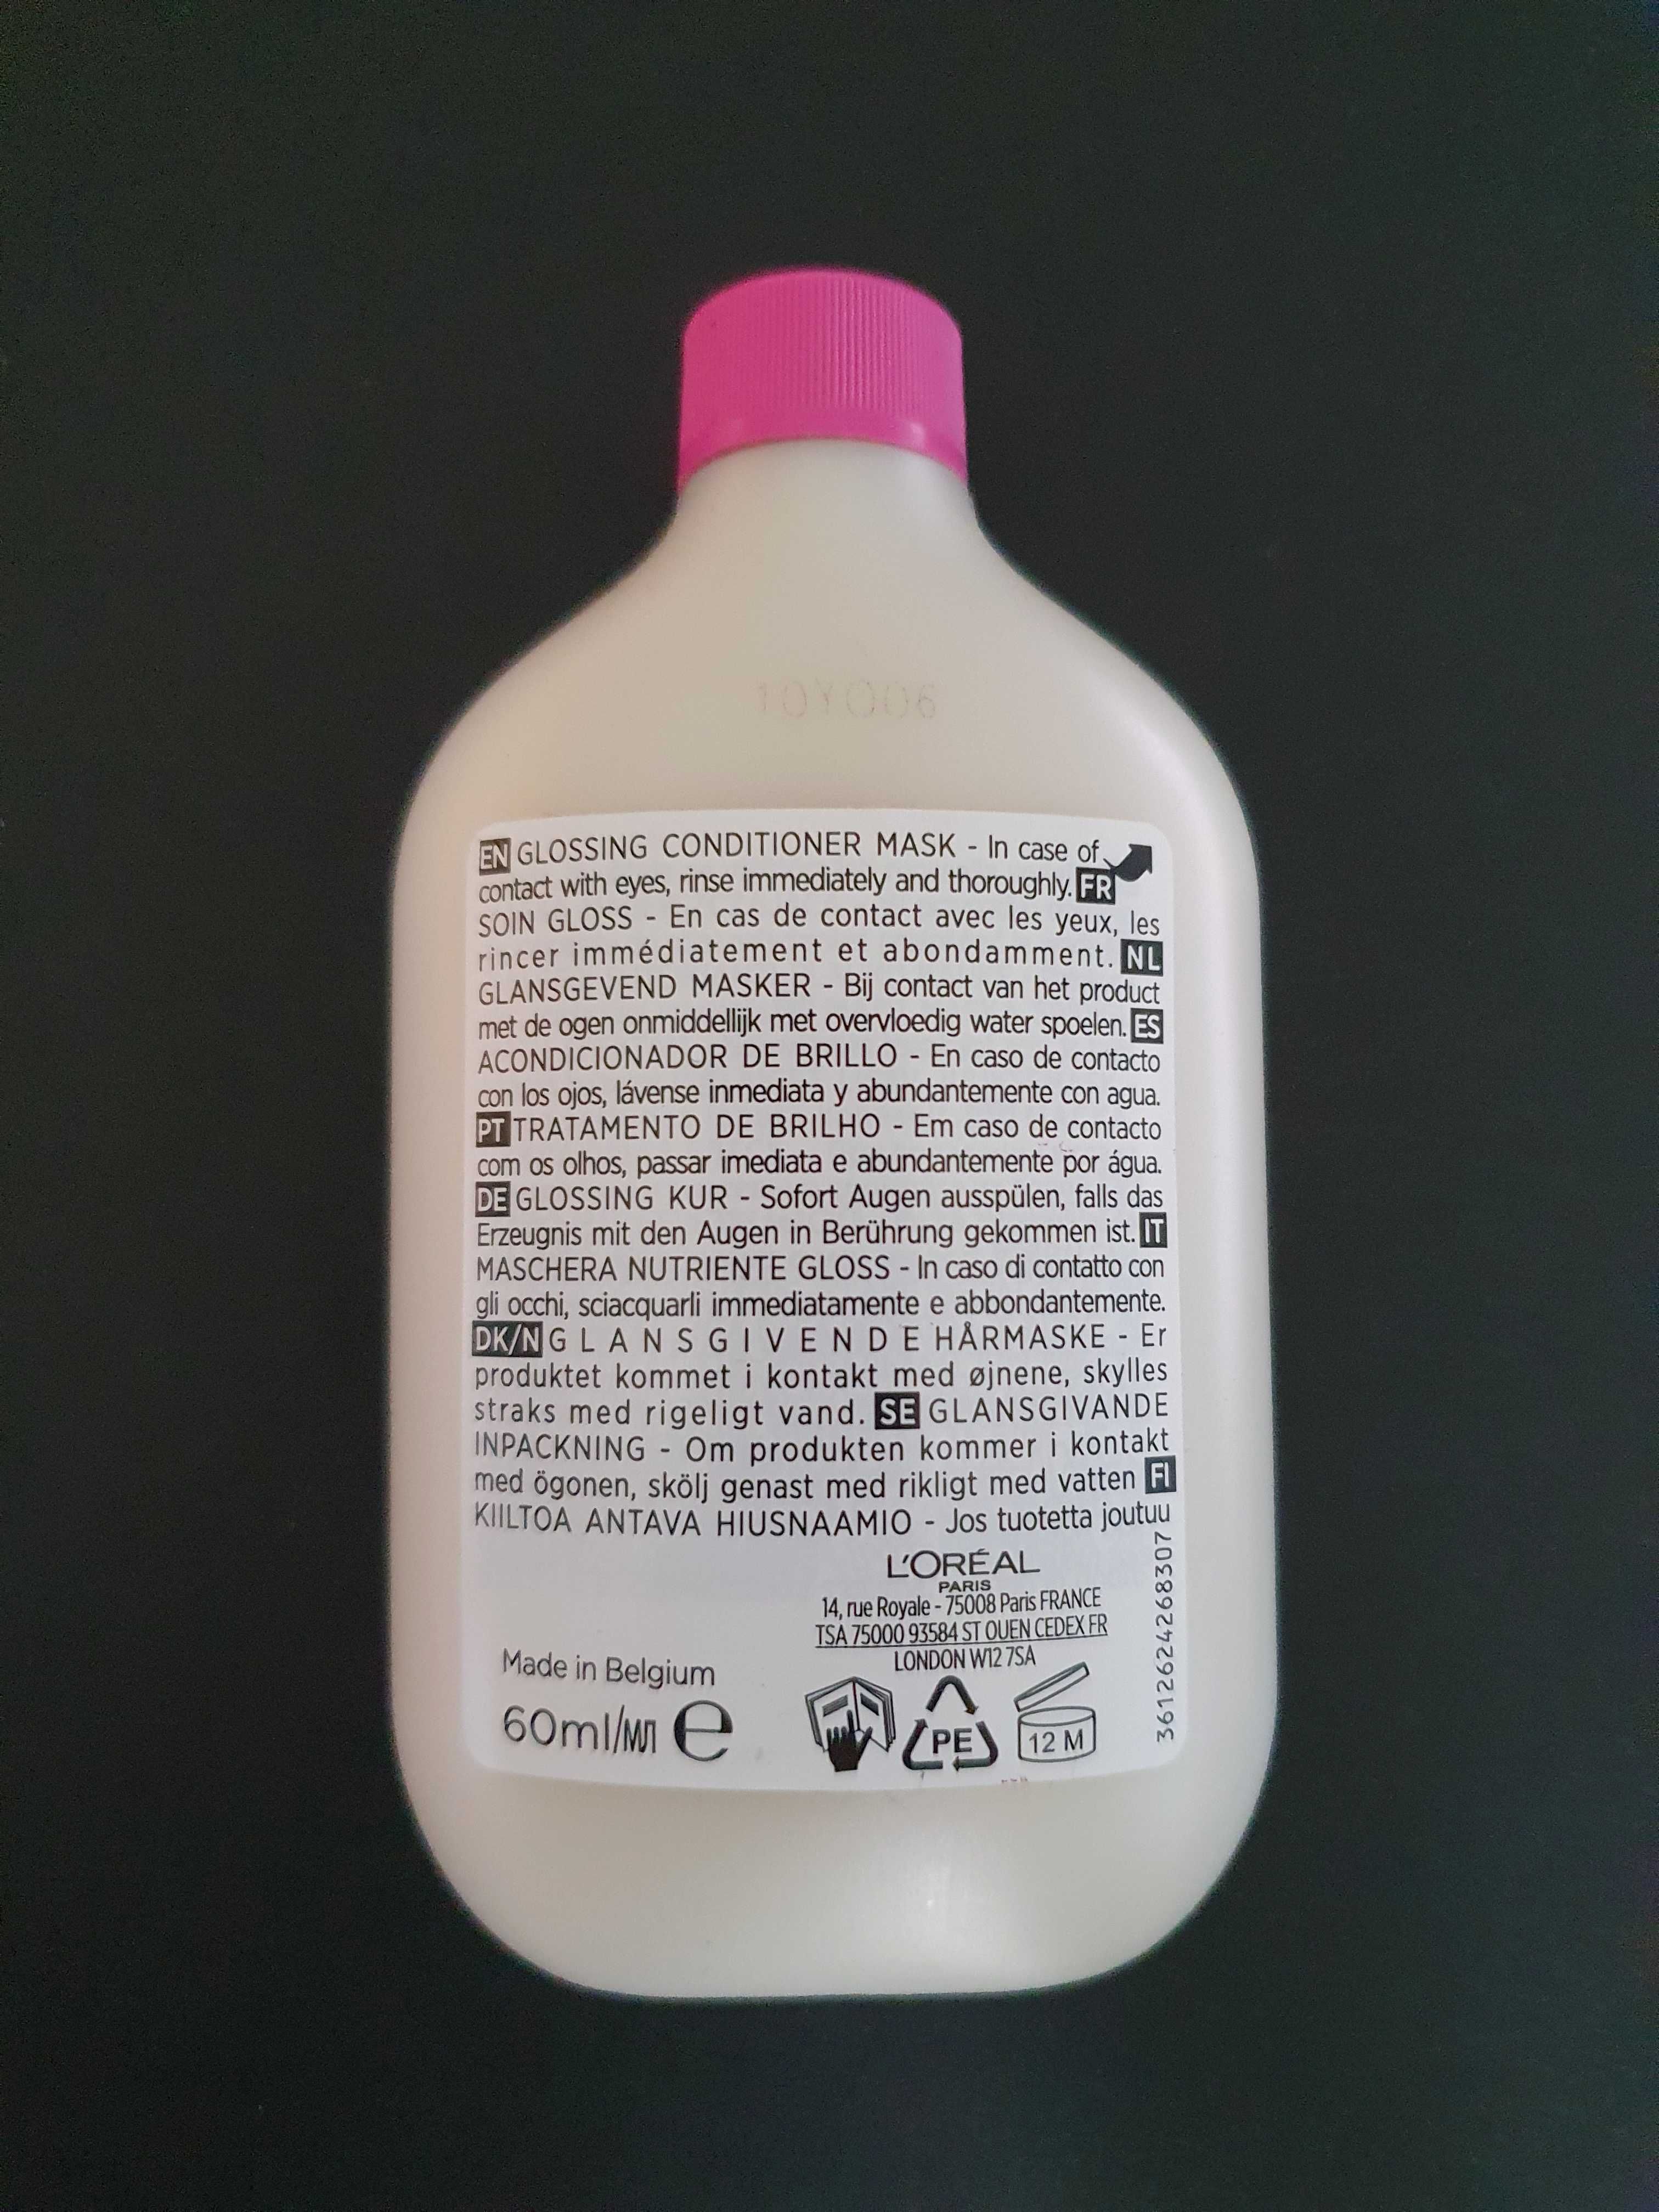 10Y006
EN GLOSSING CONDITIONER MASK - In case of
contact with eyes, rinse immediately and thoroughly. FR
SOIN GLOSS - En cas de contact avec les yeux, les
rincer immédiatement et abondamment. NL
GLANSGEVEND MASKER - Bij contact van het product
met de ogen onmiddellijk met overvloedig water spoelen. ES
ACONDICIONADOR DE BRILLO - En caso de contacto
con los ojos, lávense inmediata y abundantemente con agua.
PT TRATAMENTO DE BRILHO - Em caso de contacto
com os olhos, passar imediata e abundantemente por água.
DE GLOSSING KUR - Sofort Augen ausspülen, falls das
Erzeugnis mit den Augen in Berührung gekommen ist. IT
MASCHERA NUTRIENTE GLOSS - In caso di contatto con
gli occhi, sciacquarli immediatamente e abbondantemente.
DK/N GLANSGIVENDE HÅRMASKE - Er
produktet kommet i kontakt med øjnene, skylles
straks med rigeligt vand. SE GLANSGIVANDE
INPACKNING - Om produkten kommer i kontakt
med ögonen, skölj genast med rikligt med vatten FI
KIILTOA ANTAVA HIUSNAAMIO - Jos tuotetta joutuu
L'ORÉAL
PARIS
14, rue Royale - 75008 Paris FRANCE
TSA 75000 93584 ST OUEN CEDEX FR
LONDON W12 7SA
Made in Belgium
60ml/мл e
PE
12 M
3612624268307